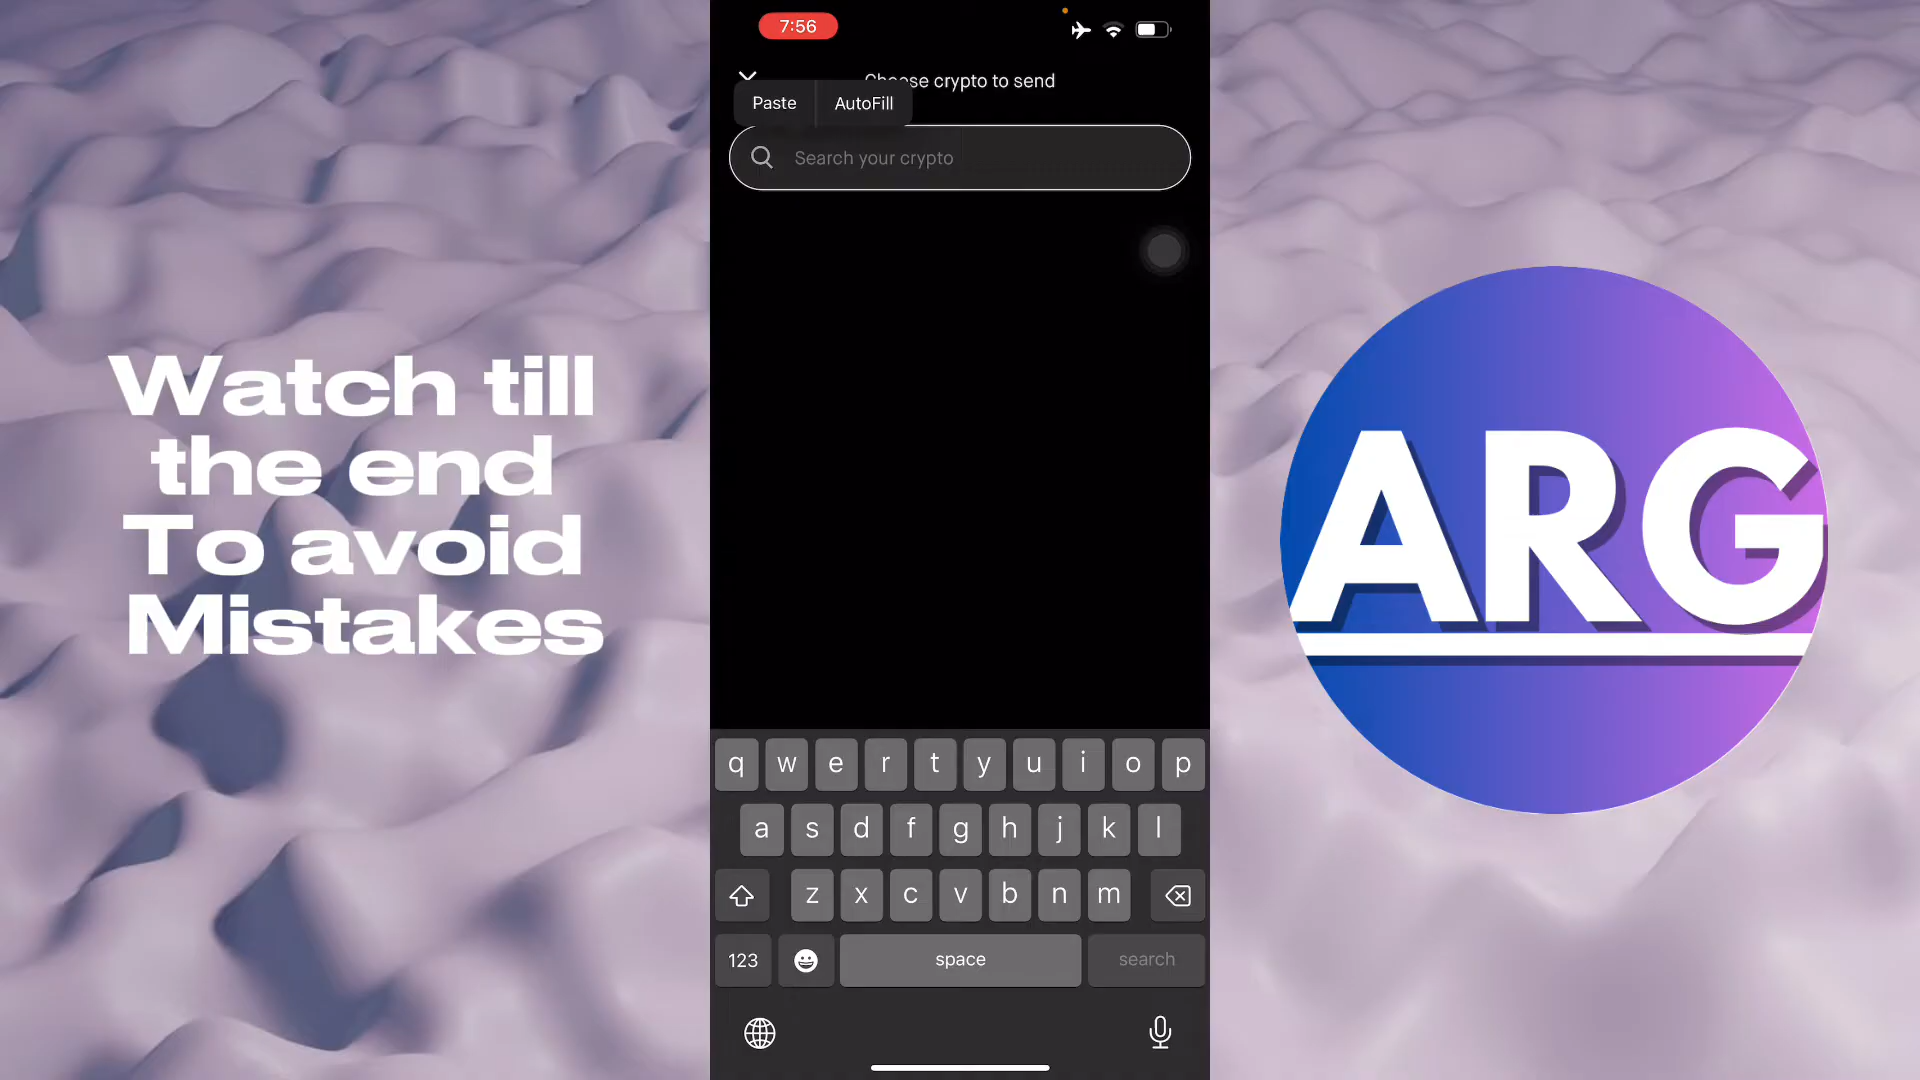 Watch till
the end
To avoid
Mistakes
7:56
Choose crypto to send
Paste
AutoFill
Search your crypto
q w e r t y u i o p
a s d f g h j k l
z x c v b n m
123
space
search
ARG